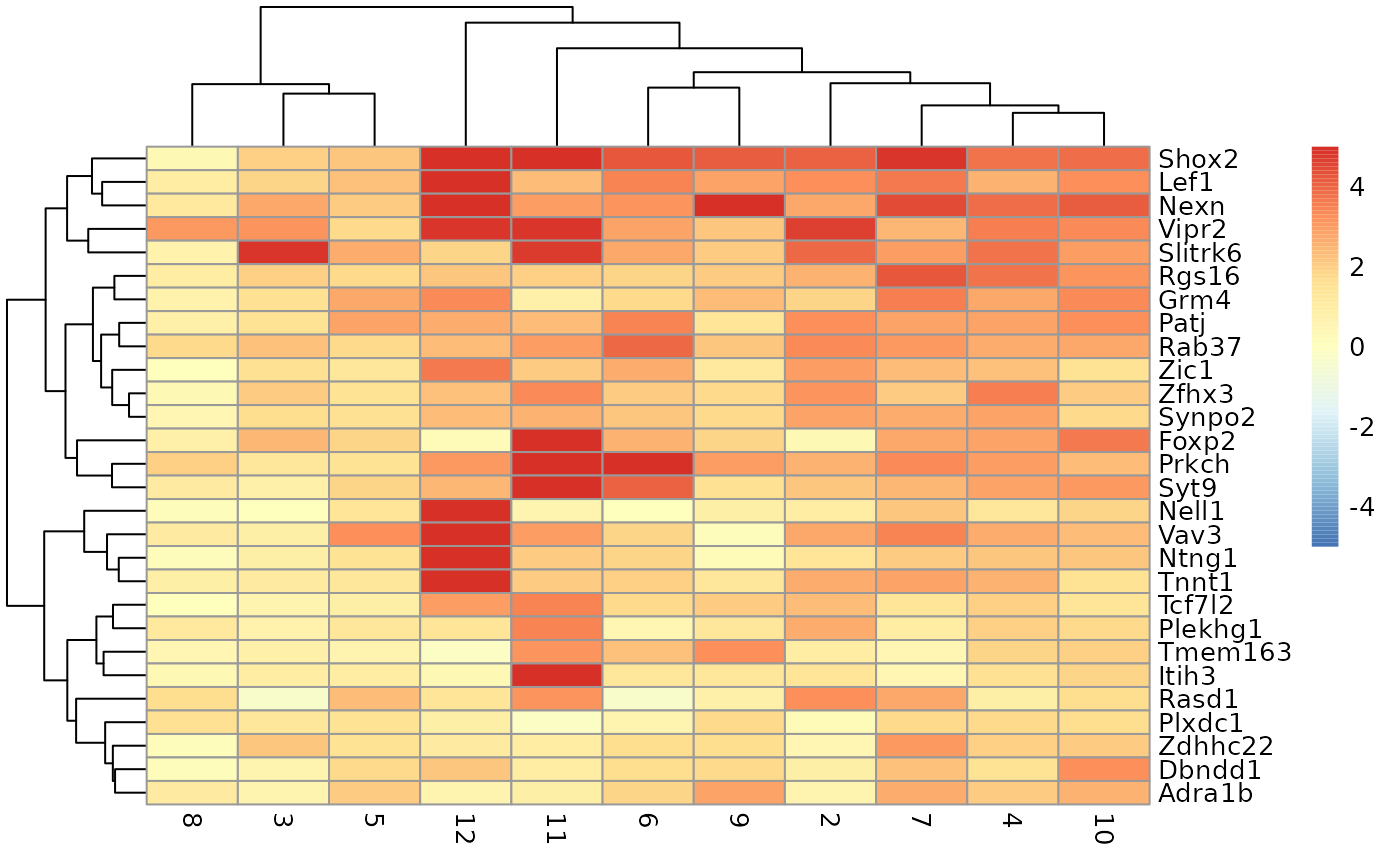 Shox2
Lef1
Nexn
Vipr2
Slitrk6
Rgs16
Grm4
Patj
Rab37
Zic1
Zfhx3
Synpo2
Foxp2
Prkch
Syt9
Nell1
Vav3
Ntng1
Tnnt1
Tcf7l2
Plekhg1
Tmem163
Itih3
Rasd1
Plxdc1
Zdhhc22
Dbndd1
Adra1b
8 3 5 12 11 6 9 2 7 4 10
4
2
0
-2
-4